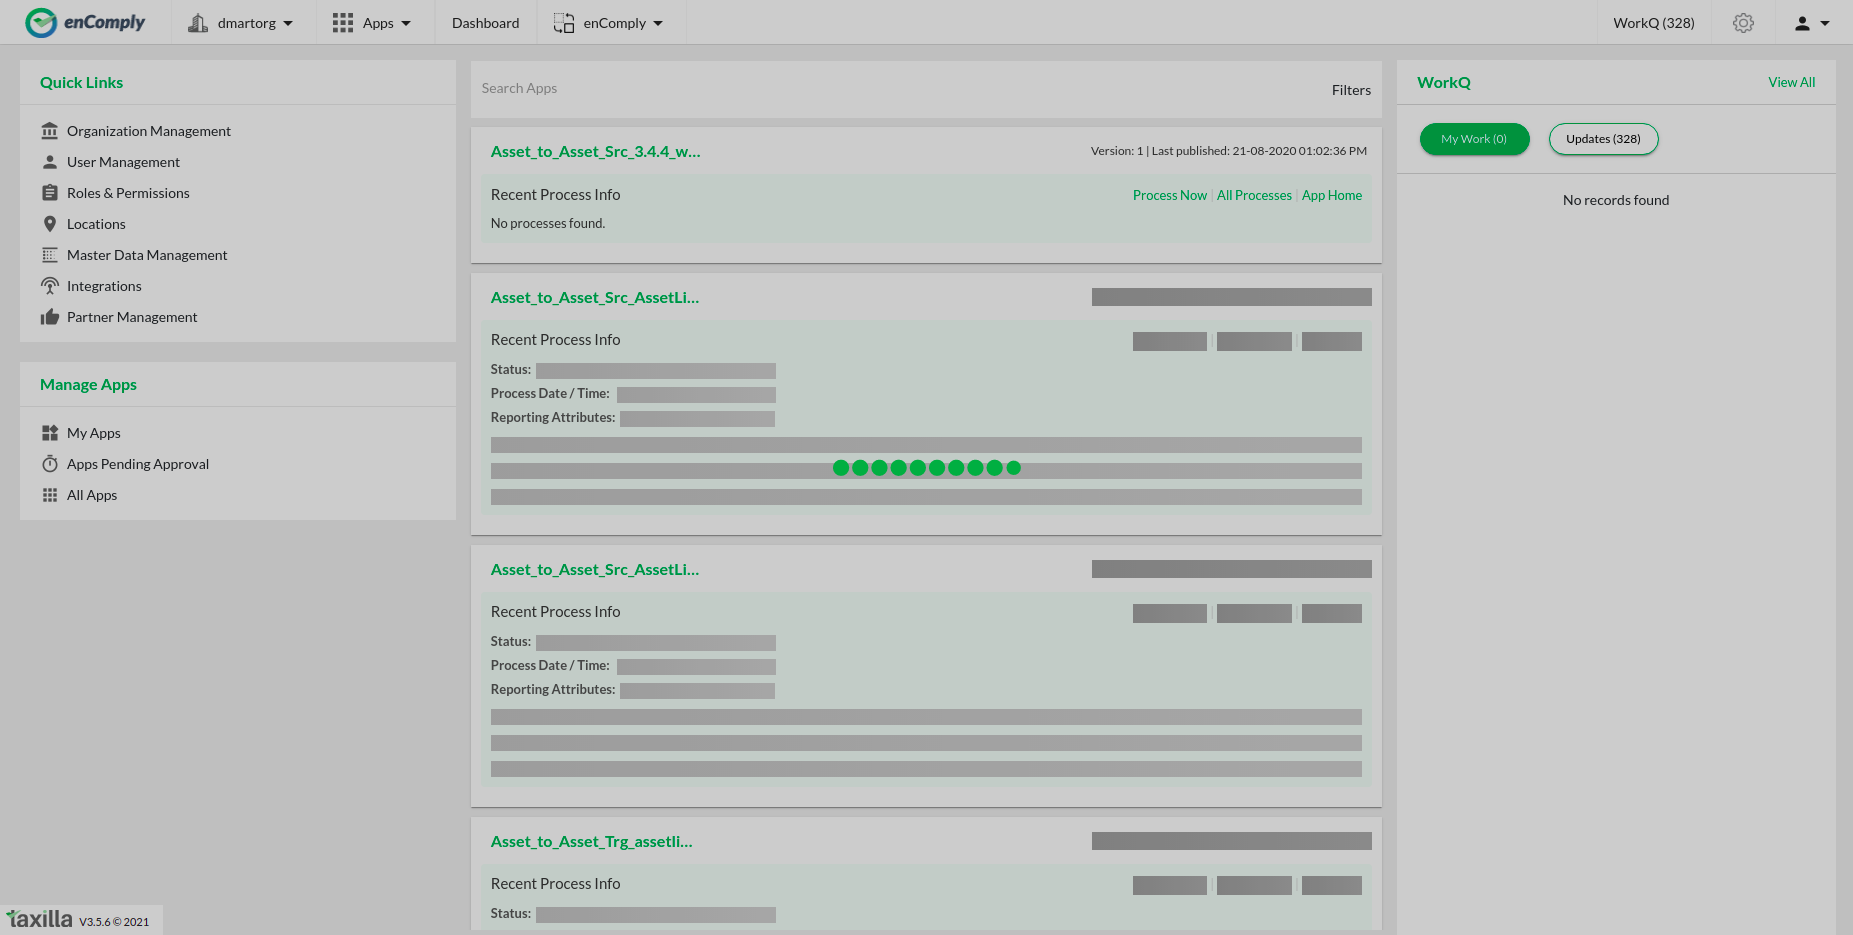 enComply
dmartorg
Apps
Dashboard
enComply
WorkQ (328)
Quick Links
Organization Management
User Management
Roles & Permissions
Locations
Master Data Management
Integrations
Partner Management
Manage Apps
My Apps
Apps Pending Approval
All Apps
Search Apps
Filters
Asset_to_Asset_Src_3.4.4_w...
Version: 1 | Last published: 21-08-2020 01:02:36 PM
Recent Process Info
Process Now | All Processes | App Home
No processes found.
Asset_to_Asset_Src_AssetLi...
Recent Process Info
Status:
Process Date / Time:
Reporting Attributes:
Asset_to_Asset_Src_AssetLi...
Recent Process Info
Status:
Process Date / Time:
Reporting Attributes:
Asset_to_Asset_Trg_assetli...
Recent Process Info
Status:
WorkQ
View All
My Work (0)
Updates (328)
No records found
taxilla V3.5.6 © 2021